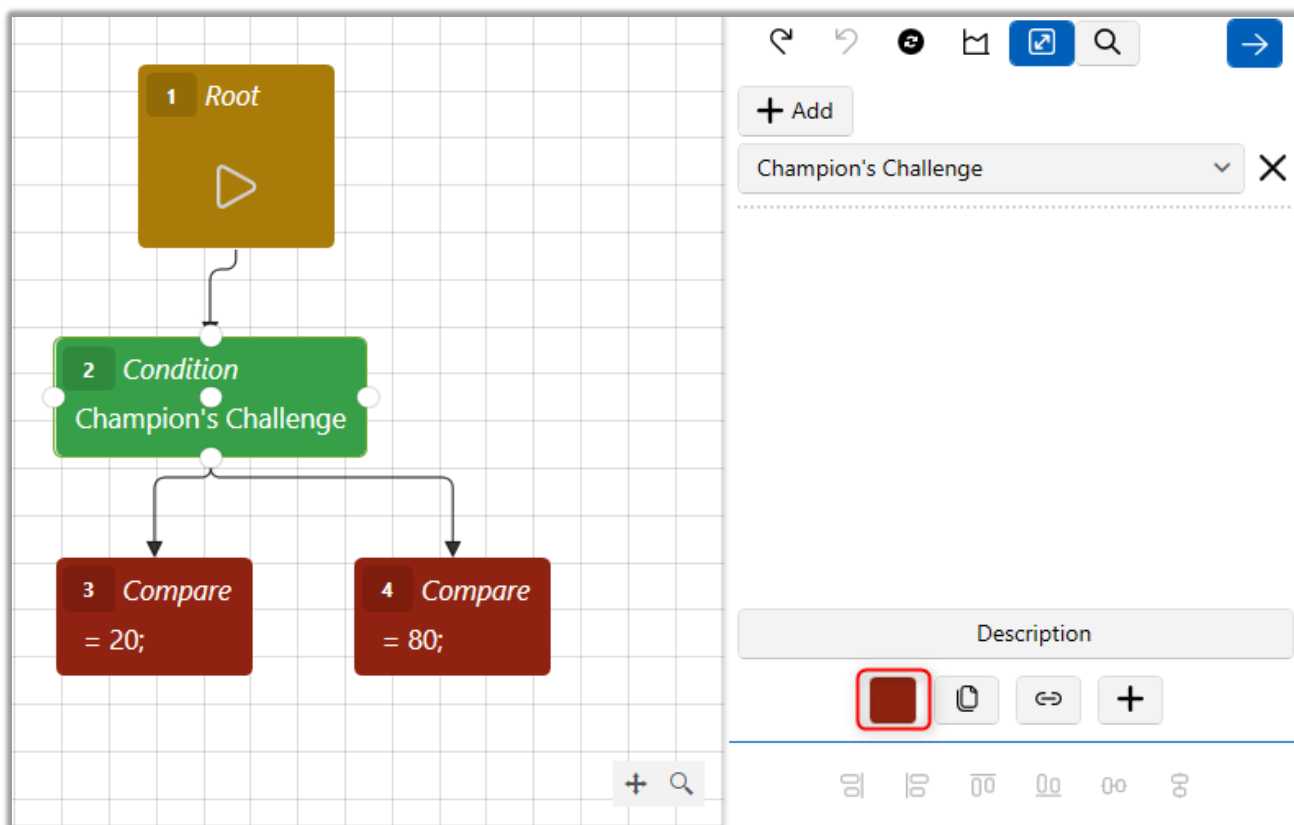 1 Root
2 Condition
Champion's Challenge
3 Compare
= 20;
4 Compare
= 80;
Add
Champion's Challenge
Description